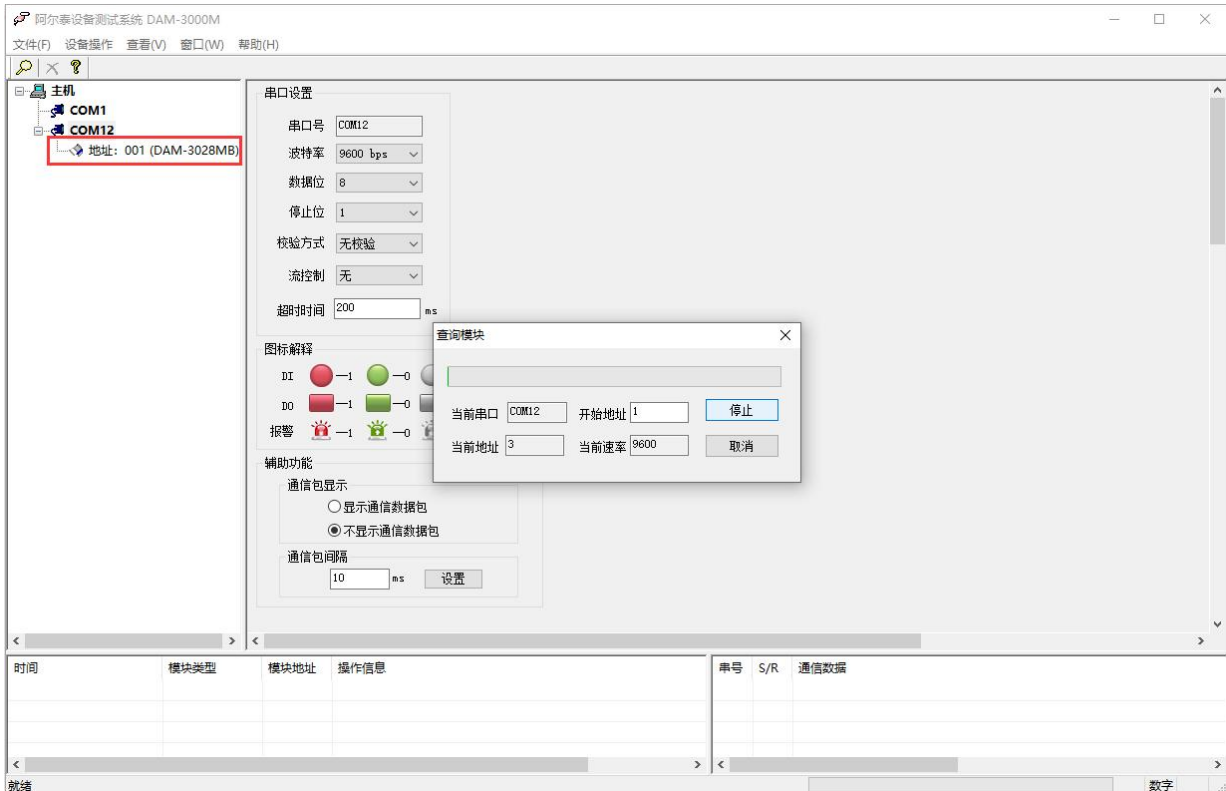 阿尔泰设备测试系统 DAM-3000M
文件(F) 设备操作 查看(V) 窗口(W) 帮助(H)
主机
COM1
COM12
地址：001 (DAM-3028MB)
串口设置
串口号 COM12
波特率 9600 bps
数据位 8
停止位 1
校验方式 无校验
流控制 无
超时时间 200 ms
图标解释
DI —1 —0
DO —1 —0
报警 —1 —0
辅助功能
通信包显示
显示通信数据包
不显示通信数据包
通信包间隔
10 ms 设置
查询模块
当前串口 COM12 开始地址 1 停止
当前地址 3 当前速率 9600 取消
时间 模块类型 模块地址 操作信息
串号 S/R 通信数据
就绪 数字